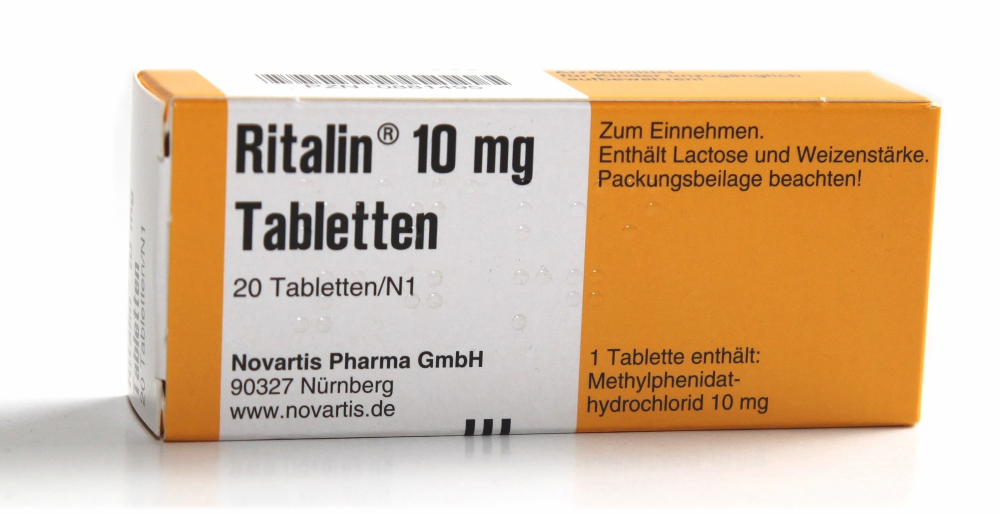 PZN -0681495
Arzneimittel
für Kinder unzugänglich
aufbewahren!
Ritalin® 10 mg
Tabletten
20 Tabletten/N1
Novartis Pharma GmbH
90327 Nürnberg
www.novartis.de
Zum Einnehmen.
Enthält Lactose und Weizenstärke.
Packungsbeilage beachten!
1 Tablette enthält:
Methylphenidat-
hydrochlorid 10 mg
Tabletten
20 Tabletten/N1